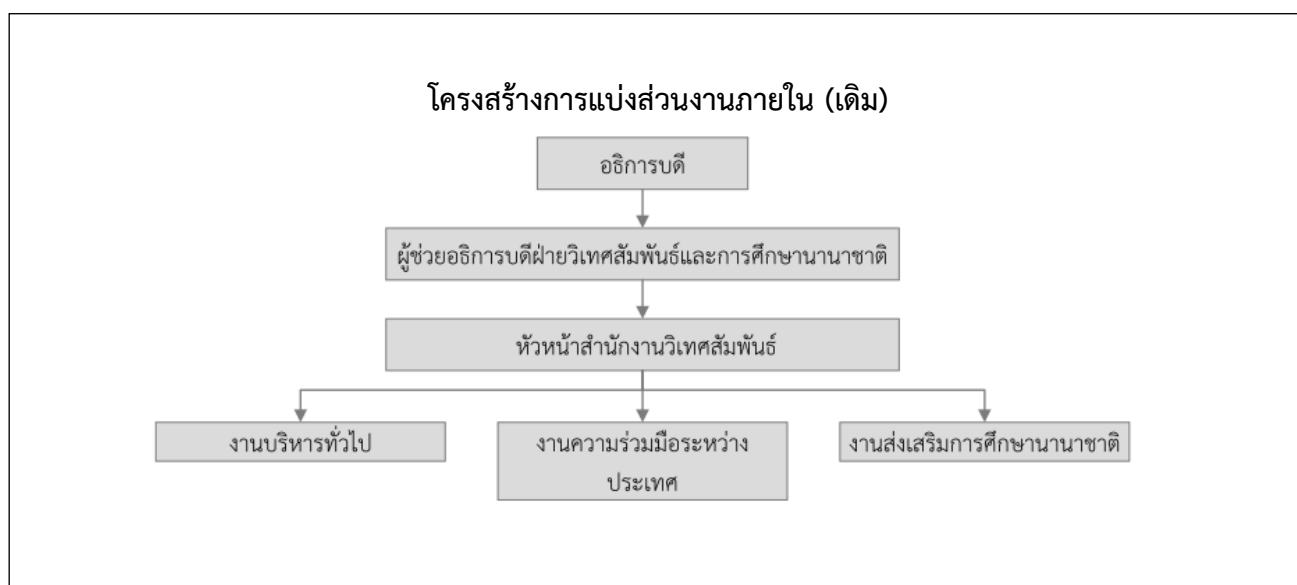 โครงสร้างการแบ่งส่วนงานภายใน (เดิม)
อธิการบดี
ผู้ช่วยอธิการบดีฝ่ายวิเทศสัมพันธ์และการศึกษานานาชาติ
หัวหน้าสำนักงานวิเทศสัมพันธ์
งานบริหารทั่วไป
งานความร่วมมือระหว่าง
ประเทศ
งานส่งเสริมการศึกษานานาชาติ